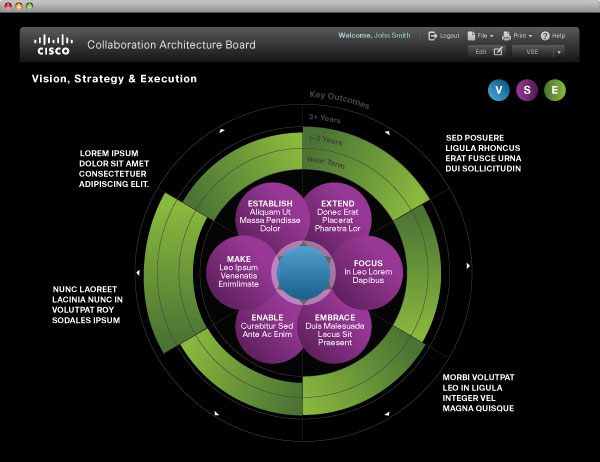 CISCO
Collaboration Architecture Board
Welcome, John Smith
Logout
File
Print
Help
Edit
VSE
Vision, Strategy & Execution
V
S
E
Key Outcomes
3+ Years
1-3 Years
Near Term
LOREM IPSUM
DOLOR SIT AMET
CONSECTETUER
ADIPISCING ELIT.
SED POSUERE
LIGULA RHONCUS
ERAT FUSCE URNA
DUI SOLLICITUDIN
ESTABLISH
Aliquam Ut
Massa Pendisse
Dolor
EXTEND
Donec Erat
Placerat
Pharetra Lor
MAKE
Leo Ipsum
Venenatis
Enimlimate
FOCUS
In Leo Lorem
Dapibus
ENABLE
Curabitur Sed
Ante Ac Enim
EMBRACE
Duis Malesuada
Lacus Sit
Praesent
NUNC LAOREET
LACINIA NUNC IN
VOLUTPAT ROY
SODALES IPSUM
MORBI VOLUTPAT
LEO IN LIGULA
INTEGER VEL
MAGNA QUISQUE